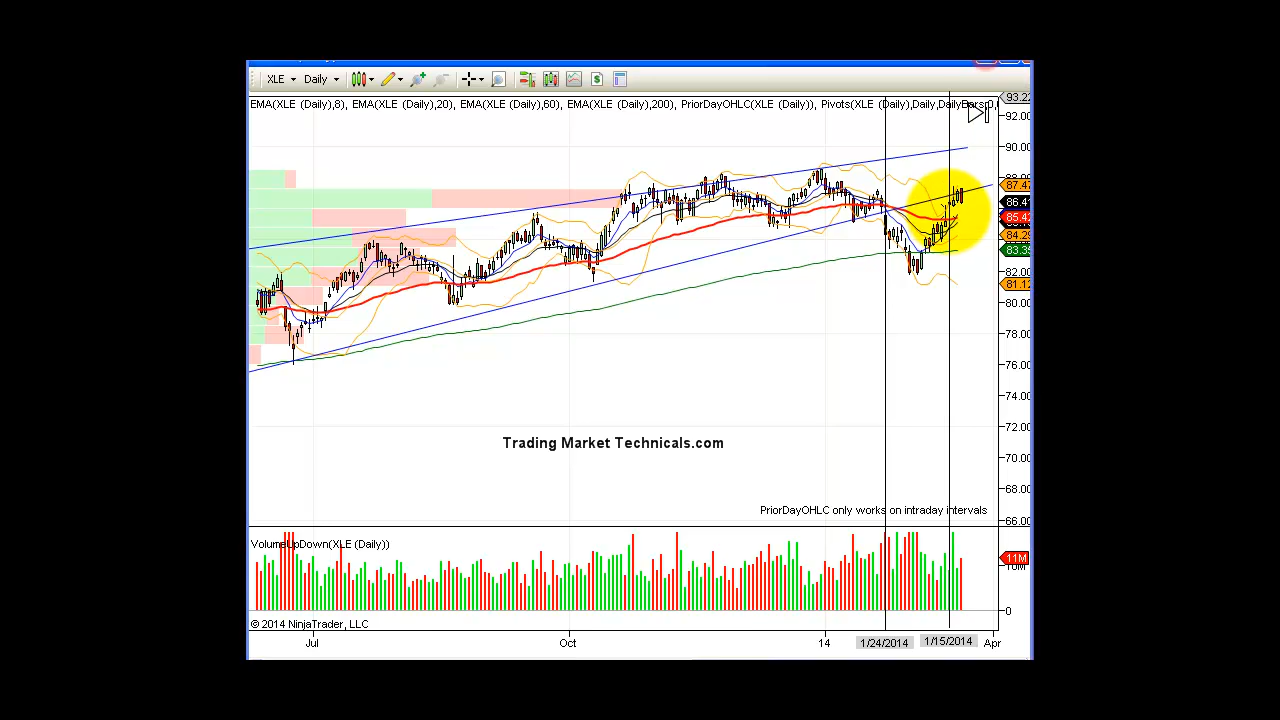 XLE Daily
EMA(XLE (Daily),8), EMA(XLE (Daily),20), EMA(XLE (Daily),60), EMA(XLE (Daily),200), PriorDayOHLC(XLE (Daily)), Pivots(XLE (Daily),Daily,DailyBars,0,
93.22
92.00
90.00
87.47
86.41
85.42
84.29
83.39
82.00
81.12
80.00
78.00
76.00
74.00
72.00
Trading Market Technicals.com
70.00
68.00
PriorDayOHLC only works on intraday intervals
66.00
VolumeUpDown(XLE (Daily))
11M
10M
0
© 2014 NinjaTrader, LLC
Jul Oct 14 1/24/2014 1/15/2014 Apr